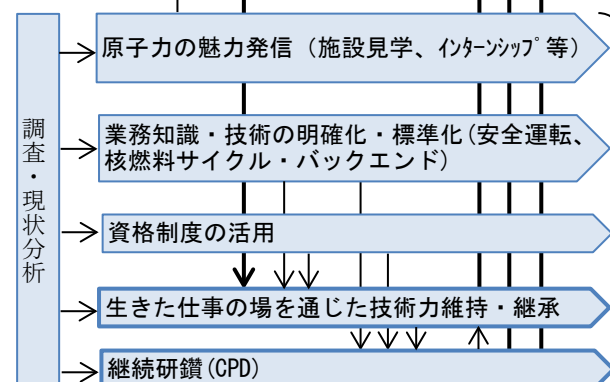 調査・現状分析
原子力の魅力発信（施設見学、ｲﾝﾀｰﾝｼｯﾌﾟ等）
業務知識・技術の明確化・標準化(安全運転、
核燃料サイクル・バックエンド）
資格制度の活用
生きた仕事の場を通じた技術力維持・継承
継続研鑽(CPD)